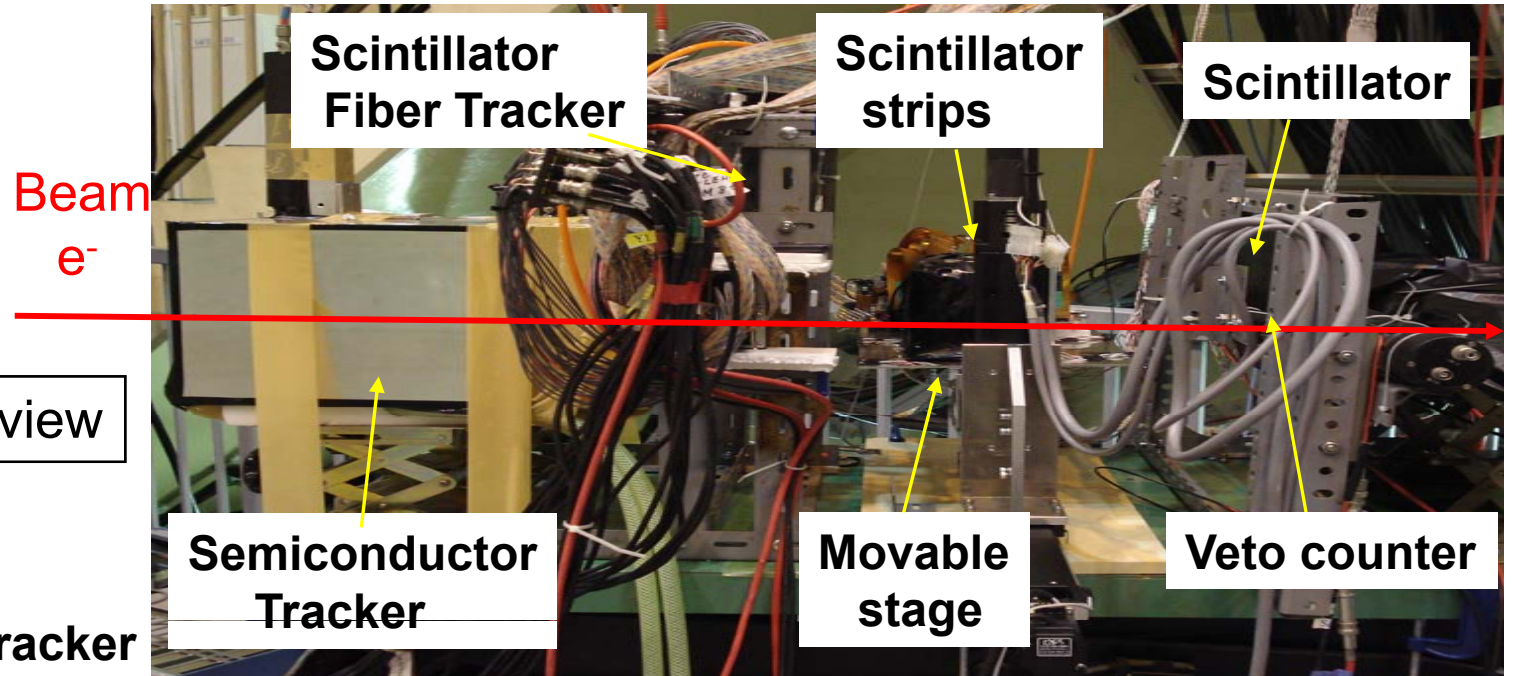 Scintillator
Fiber Tracker
Scintillator
strips
Scintillator
Beam
e-
view
Semiconductor
Tracker
Movable
stage
Veto counter
racker